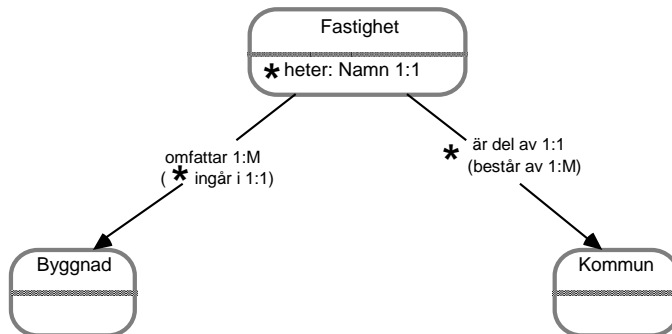 Fastighet
* heter: Namn 1:1
omfattar 1:M
( * ingår i 1:1)
* är del av 1:1
(består av 1:M)
Byggnad
Kommun